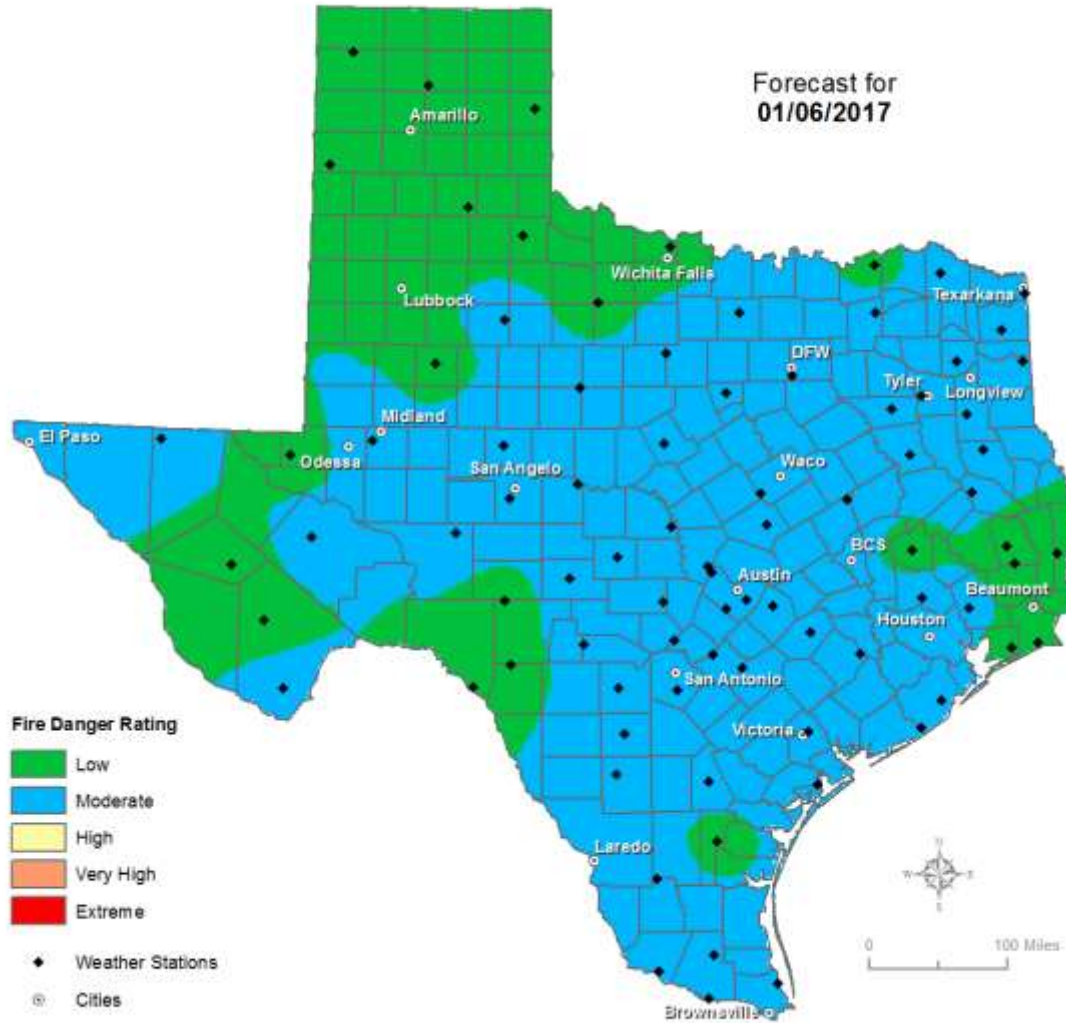 Forecast for
01/06/2017
Amarillo
Wichita Falls
Lubbock
Texarkana
DFW
Tyler
Longview
Midland
El Paso
Odessa
San Angelo
Waco
BCS
Austin
Beaumont
Houston
San Antonio
Victoria
Laredo
Brownsville
Fire Danger Rating
Low
Moderate
High
Very High
Extreme
Weather Stations
Cities
N
W
E
S
0 100 Miles